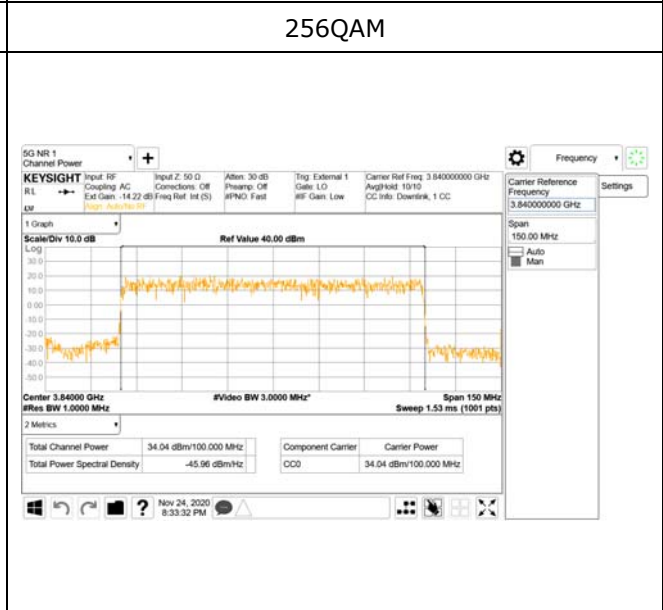 256QAM
5G NR 1
Channel Power
Frequency
KEYSIGHT
RL
Input: RF
Coupling: AC
Ext Gain: -14.22 dB
Align: Auto/No RF
Input Z: 50 Ω
Corrections: Off
Freq Ref: Int (S)
Atten: 30 dB
Preamp: Off
#PNO: Fast
Trig: External 1
Gate: LO
#IF Gain: Low
Carrier Ref Freq: 3.840000000 GHz
Avg|Hold: 10/10
CC Info: Downlink, 1 CC
Carrier Reference
Frequency
3.840000000 GHz
Settings
Span
150.00 MHz
Auto
Man
1 Graph
Scale/Div 10.0 dB
Ref Value 40.00 dBm
Log
30.0
20.0
10.0
0.00
-10.0
-20.0
-30.0
-40.0
-50.0
Center 3.84000 GHz
#Video BW 3.0000 MHz*
Span 150 MHz
#Res BW 1.0000 MHz
Sweep 1.53 ms (1001 pts)
2 Metrics
Total Channel Power 34.04 dBm/100.000 MHz
Total Power Spectral Density -45.96 dBm/Hz
Component Carrier Carrier Power
CC0 34.04 dBm/100.000 MHz
Nov 24, 2020
8:33:32 PM